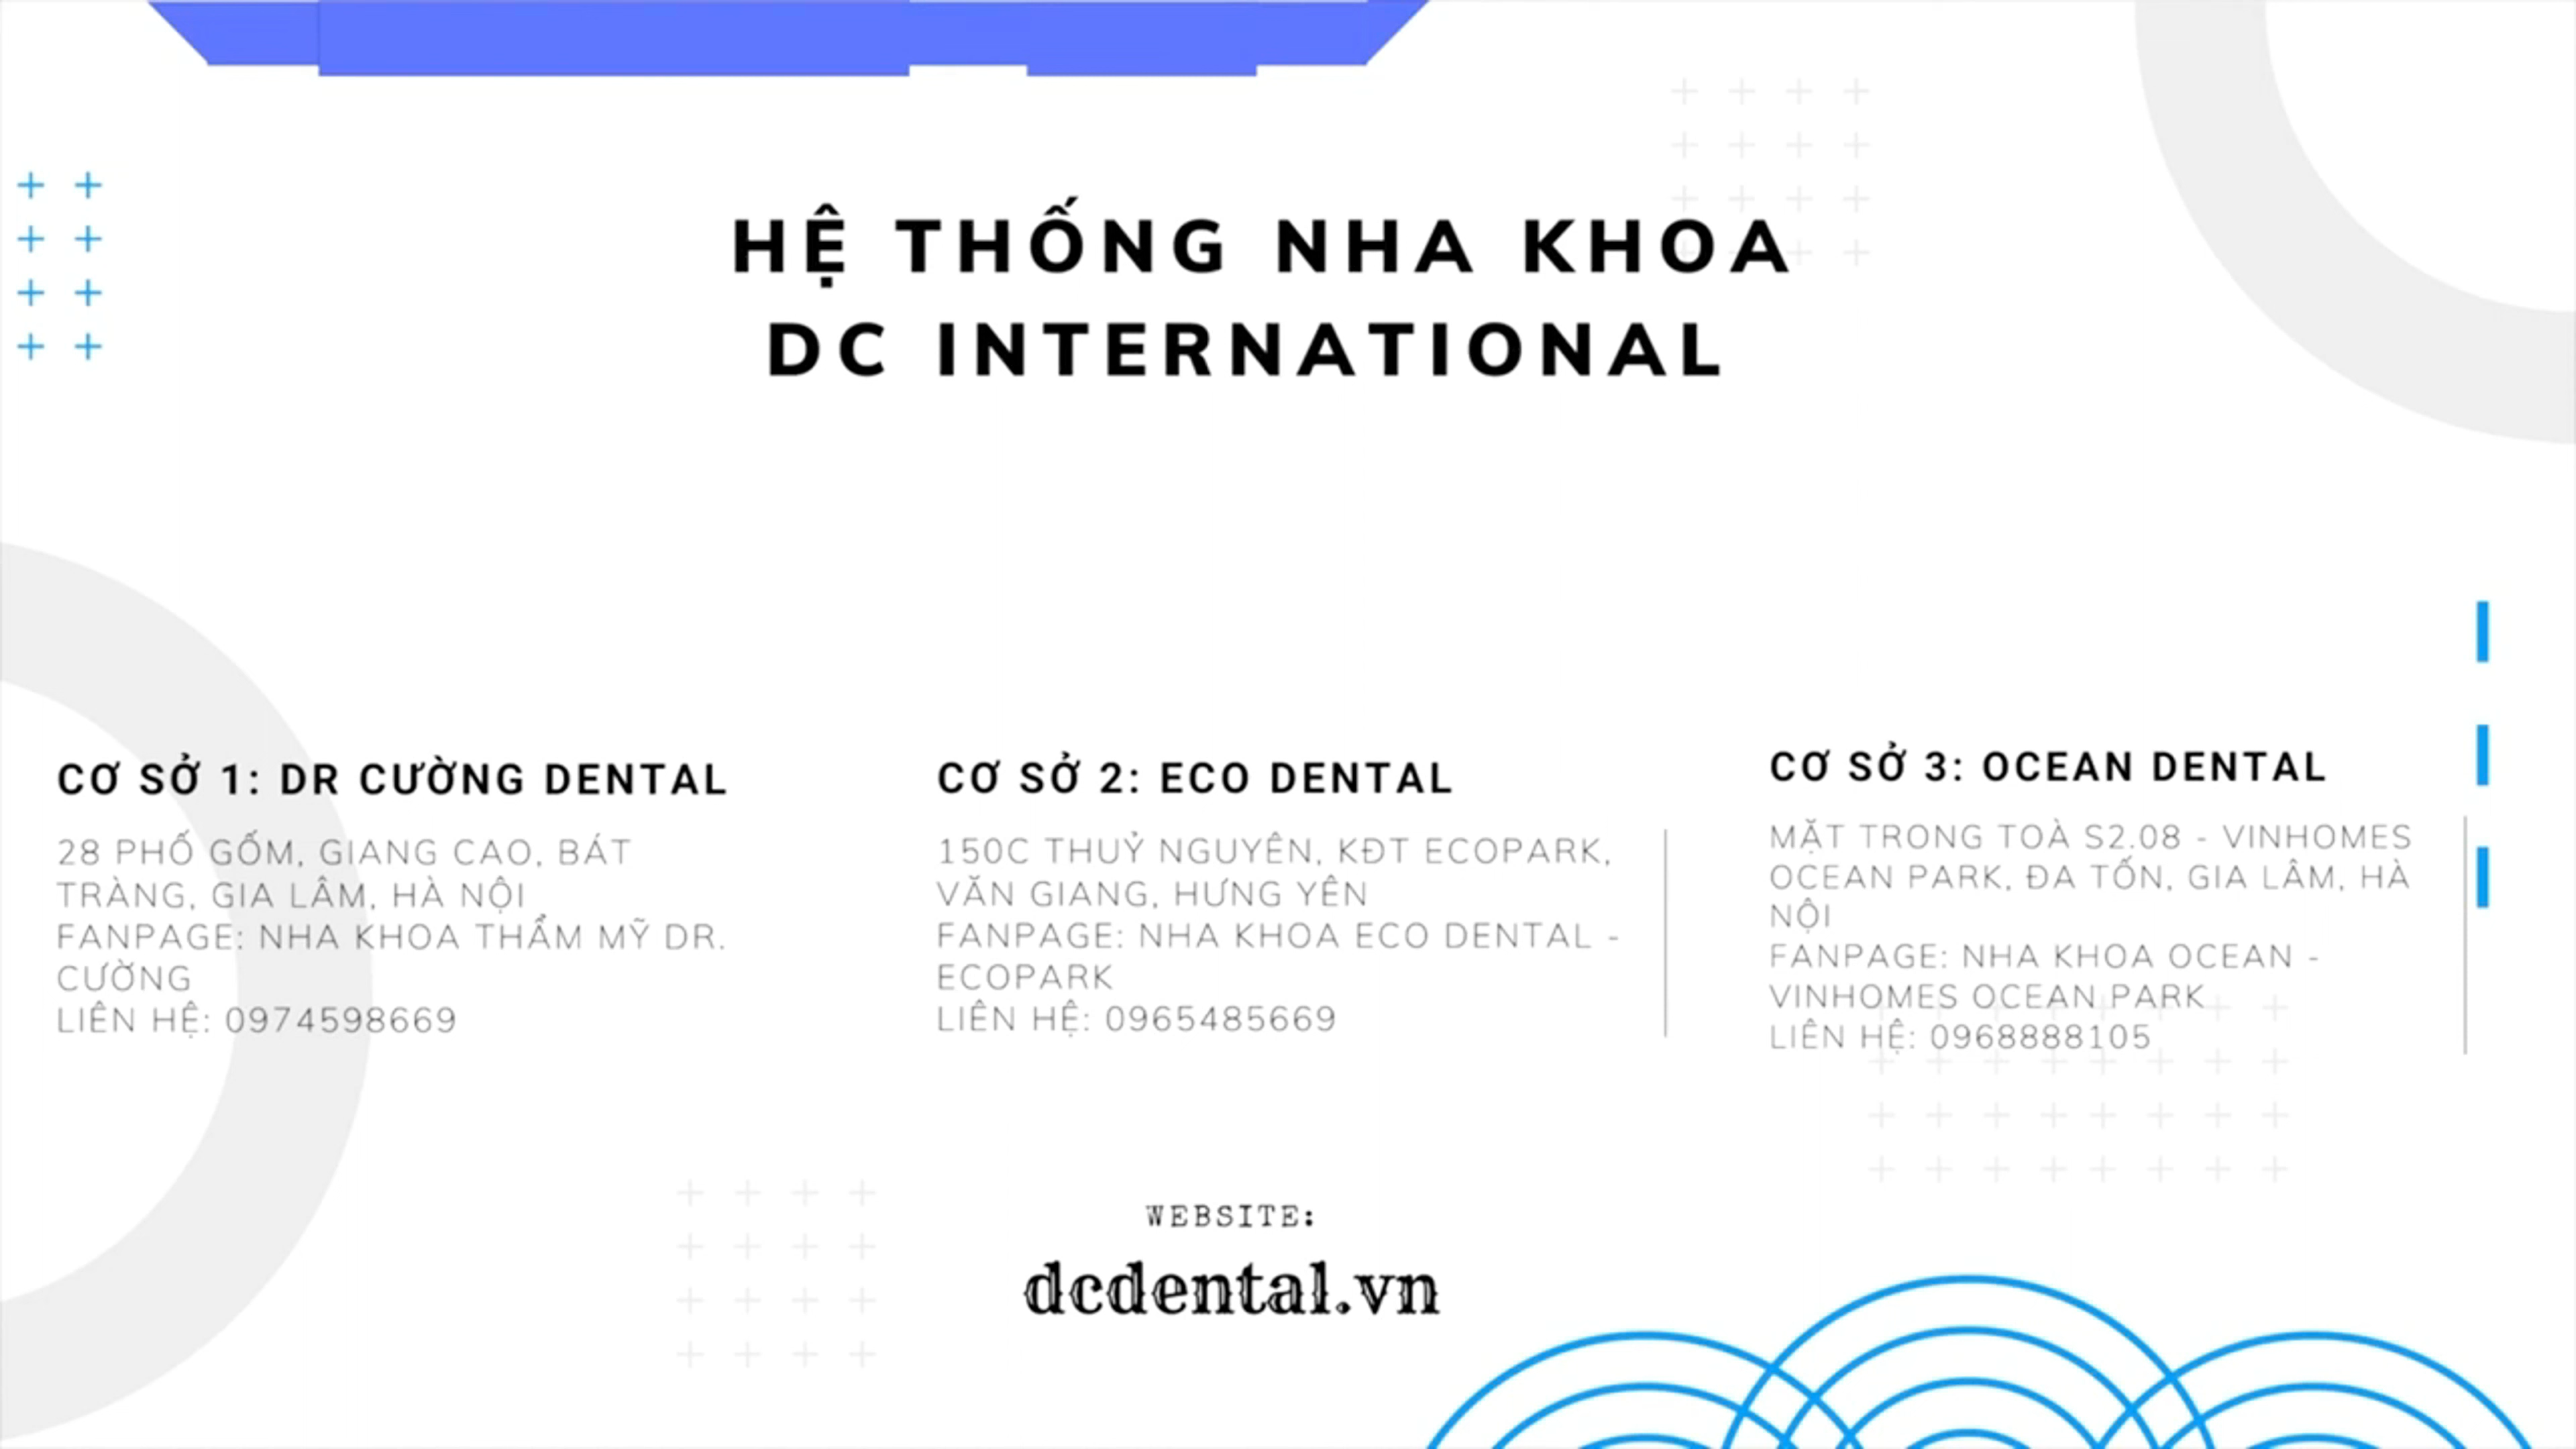 HỆ THỐNG NHA KHOA
DC INTERNATIONAL
CƠ SỞ 1: DR CƯỜNG DENTAL
28 PHỐ GỐM, GIANG CAO, BÁT
TRÀNG, GIA LÂM, HÀ NỘI
FANPAGE: NHA KHOA THẨM MỸ DR.
CƯỜNG
LIÊN HỆ: 0974598669
CƠ SỞ 2: ECO DENTAL
150C THUỶ NGUYÊN, KĐT ECOPARK,
VĂN GIANG, HƯNG YÊN
FANPAGE: NHA KHOA ECO DENTAL -
ECOPARK
LIÊN HỆ: 0965485669
CƠ SỞ 3: OCEAN DENTAL
MẶT TRONG TOÀ S2.08 - VINHOMES
OCEAN PARK, ĐA TỐN, GIA LÂM, HÀ
NỘI
FANPAGE: NHA KHOA OCEAN -
VINHOMES OCEAN PARK
LIÊN HỆ: 0968888105
WEBSITE:
dcdental.vn